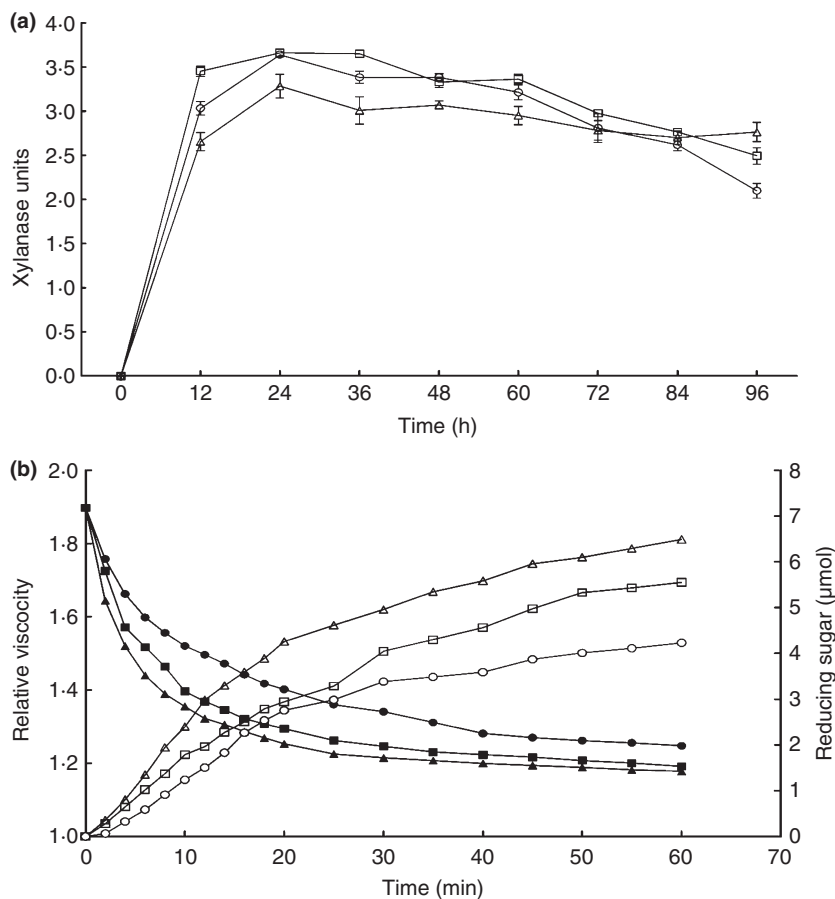 (a)
4·0
3·5
3·0
2·5
2·0
1·5
1·0
0·5
0·0
Xylanase units
0 12 24 36 48 60 72 84 96
Time (h)
(b)
2·0
1·8
1·6
1·4
1·2
1·0
Relative viscocity
8
7
6
5
4
3
2
1
0
Reducing sugar (µmol)
0 10 20 30 40 50 60 70
Time (min)